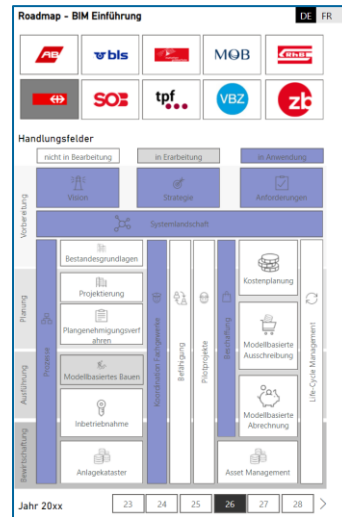 Roadmap - BIM Einführung
DE FR
AB
bls
MOB
RhB
SOB
tpf
VBZ
zb
Handlungsfelder
nicht in Bearbeitung
in Erarbeitung
in Anwendung
Vorbereitung
Vision
Strategie
Anforderungen
Systemlandschaft
Planung
Ausführung
Bewirtschaftung
Prozesse
Bestandesgrundlagen
Projektierung
Plangenehmigungsverf
ahren
Modellbasiertes Bauen
Inbetriebnahme
Anlagekataster
Koordination Fachgewerke
Befähigung
Pilotprojekte
Beschaffung
Kostenplanung
Modellbasierte
Ausschreibung
Modellbasierte
Abrechnung
Asset Management
Life-Cycle Management
Jahr 20xx
23 24 25 26 27 28 >